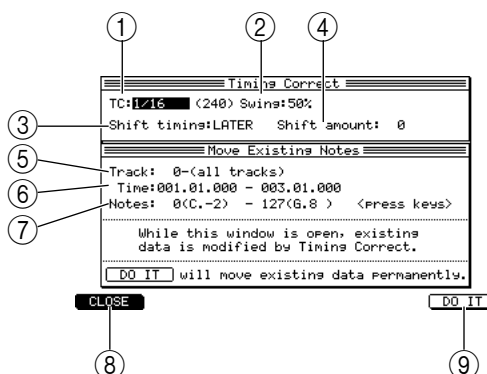 ① ② ④
Timing Correct
TC:1/16 (240) Swing:50%
③ Shift timing:LATER Shift amount: 0
Move Existing Notes
⑤ Track: 0-(all tracks)
⑥ Time:001.01.000 - 003.01.000
⑦ Notes: 0(C.-2) - 127(G.8 ) <press keys>
While this window is open, existing
data is modified by Timing Correct.
DO IT will move existing data permanently.
CLOSE DO IT
⑧ ⑨